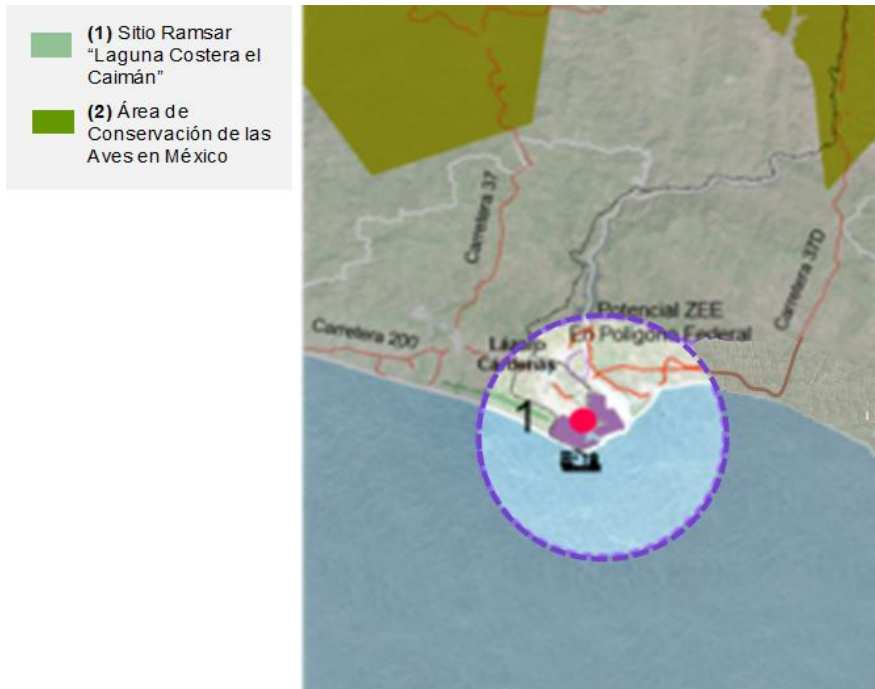 (1) Sitio Ramsar
“Laguna Costera el
Caimán”
(2) Área de
Conservación de las
Aves en México
Carretera 37
Carretera 37D
Potencial ZEE
En Polígono Federal
Carretera 200
Lázaro
Cárdenas
1